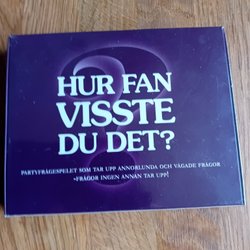 HUR FAN
VISSTE
DU DET?
PARTYFRÅGESPELET SOM TAR UPP ANNORLUNDA OCH VÅGADE FRÅGOR
-FRÅGOR INGEN ANNAN TAR UPP!